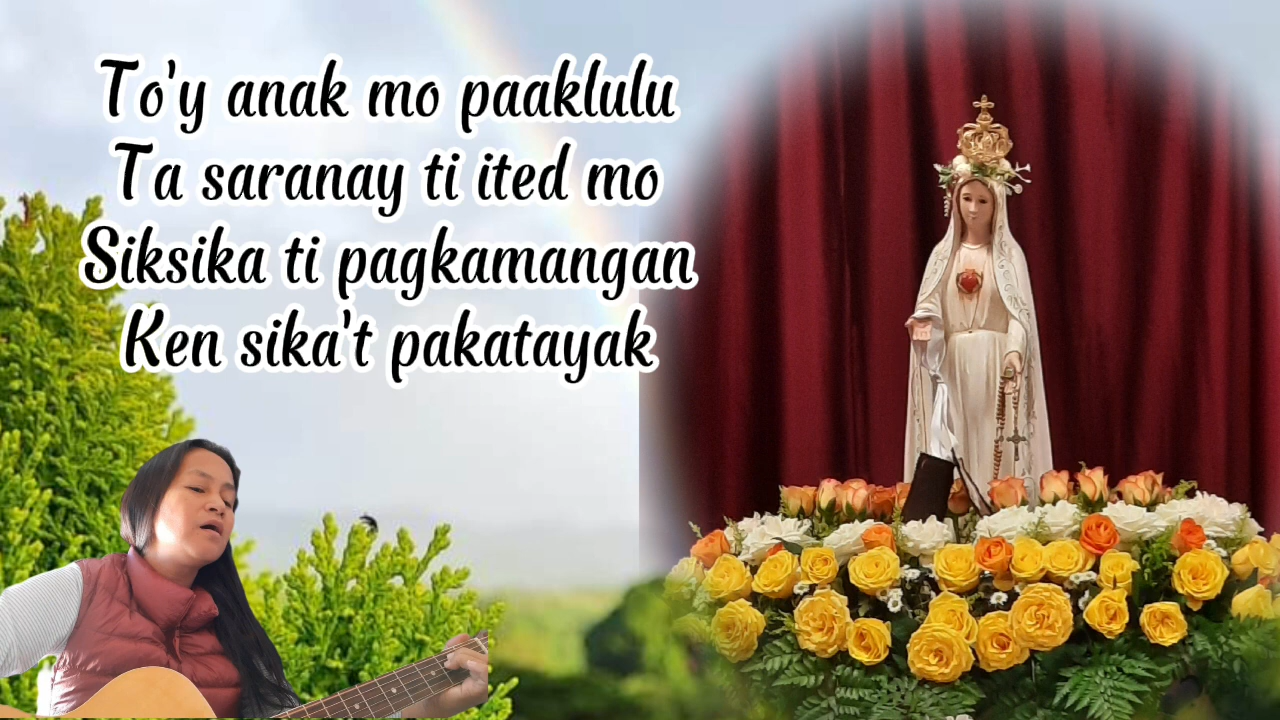 To'y anak mo paaklulu
Ta saranay ti ited mo
Siksika ti pagkamangan
Ken sika't pakatayak